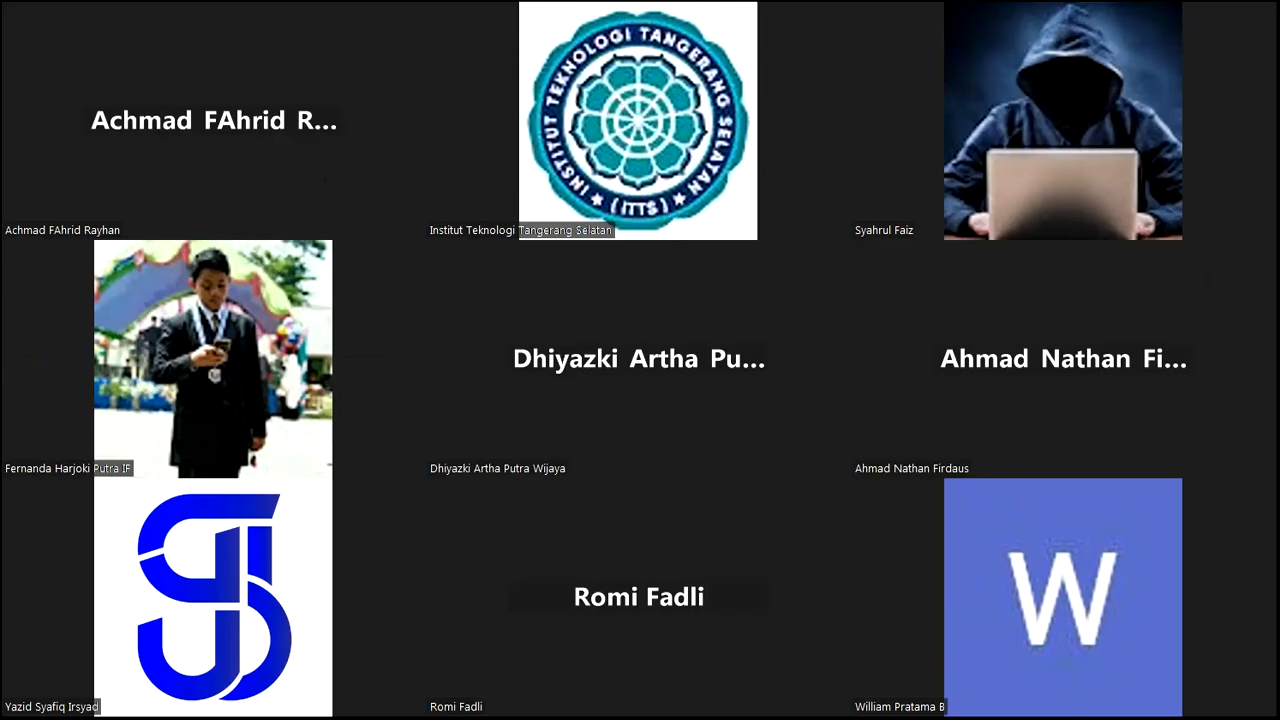 Achmad FAhrid R...
Achmad FAhrid Rayhan
INSTITUT TEKNOLOGI TANGERANG SELATAN
(ITTS)
Institut Teknologi Tangerang Selatan
Syahrul Faiz
Fernanda Harjoki Putra IF
Dhiyazki Artha Pu...
Dhiyazki Artha Putra Wijaya
Ahmad Nathan Fi...
Ahmad Nathan Firdaus
Yazid Syafiq Irsyad
Romi Fadli
Romi Fadli
W
William Pratama B